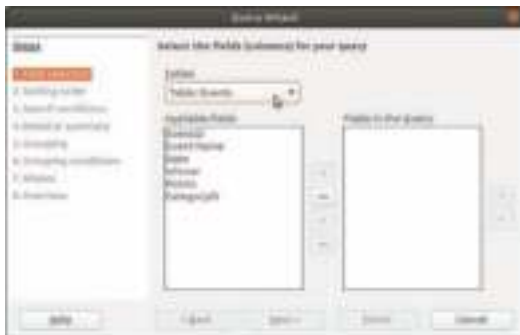 Query Wizard
Steps
Select the fields (columns) for your query
1. Field selection
2. Sorting order
3. Search conditions
4. Detail or summary
5. Grouping
6. Grouping conditions
7. Aliases
8. Overview
Tables
Table: Events
Available fields
Fields in the Query
EventID
Event Name
Date
Winner
Points
CategoryID
Help
< Back
Next >
Finish
Cancel